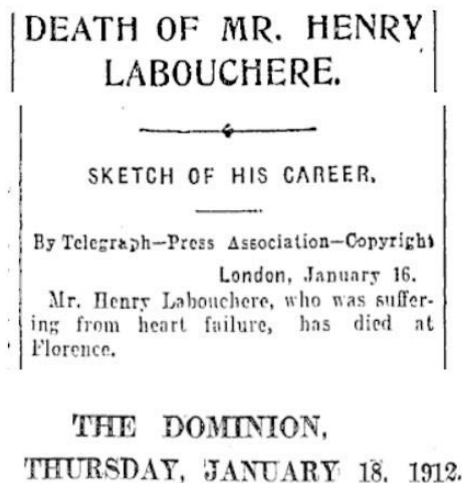 DEATH OF MR. HENRY
LABOUCHERE.
SKETCH OF HIS CAREER.
By Telegraph—Press Association—Copyright
London, January 16.
Mr. Henry Labouchere, who was suffer-
ing from heart failure, has died at
Florence.
THE DOMINION,
THURSDAY, JANUARY 18, 1912.